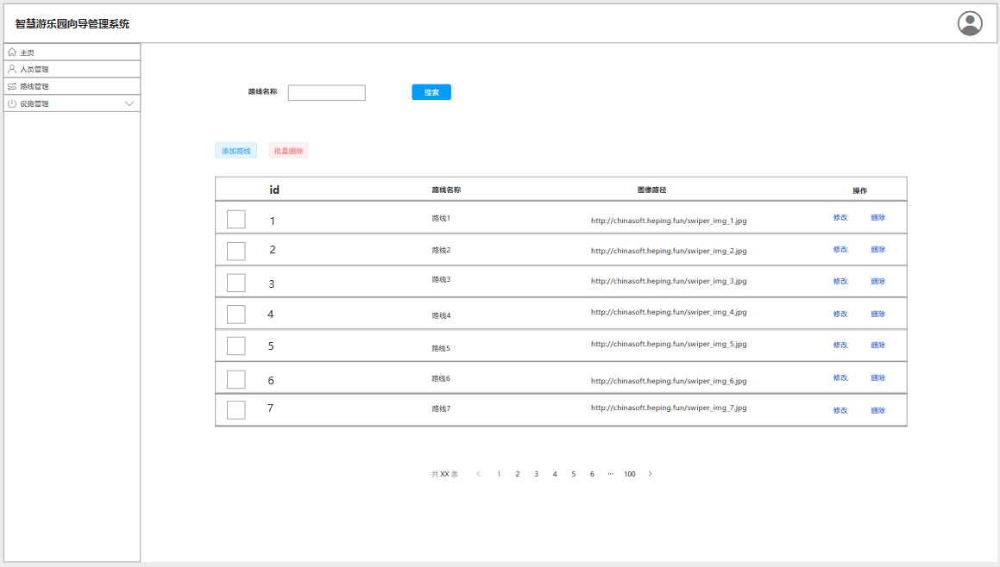 智慧游乐园向导管理系统
主页
人员管理
路线管理
设施管理
路线名称 搜索
添加路线 批量删除
id 路线名称 图像路径 操作
1 路线1 http://chinasoft.heping.fun/swiper_img_1.jpg 修改 删除
2 路线2 http://chinasoft.heping.fun/swiper_img_2.jpg 修改 删除
3 路线3 http://chinasoft.heping.fun/swiper_img_3.jpg 修改 删除
4 路线4 http://chinasoft.heping.fun/swiper_img_4.jpg 修改 删除
5 路线5 http://chinasoft.heping.fun/swiper_img_5.jpg 修改 删除
6 路线6 http://chinasoft.heping.fun/swiper_img_6.jpg 修改 删除
7 路线7 http://chinasoft.heping.fun/swiper_img_7.jpg 修改 删除
共 XX 条 < 1 2 3 4 5 6 ··· 100 >